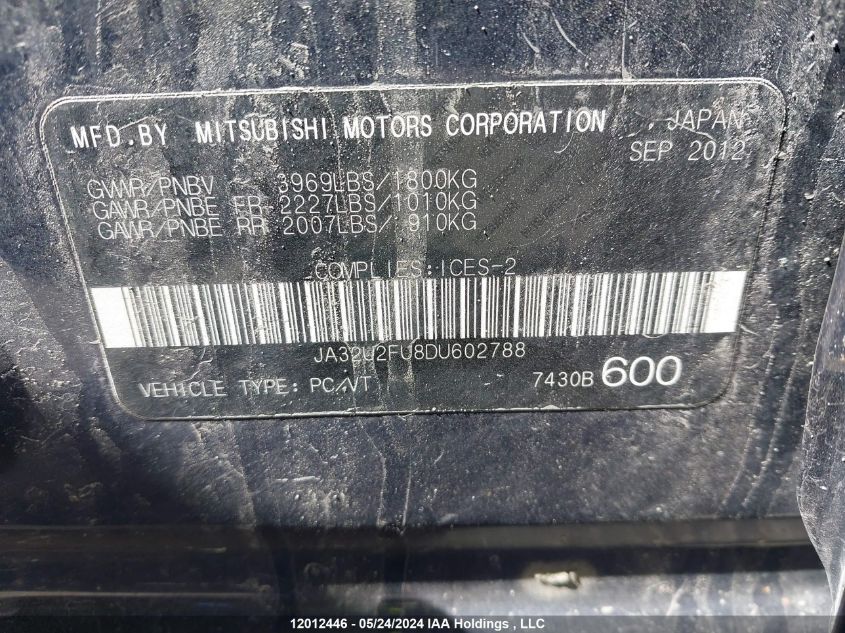 MFD.BY MITSUBISHI MOTORS CORPORATION , JAPAN
SEP 2012
GVWR/PNBV 3969LBS/1800KG
GAWR/PNBE FR 2227LBS/1010KG
GAWR/PNBE RR 2007LBS/ 910KG
COMPLIES:ICES-2
JA32U2FU8DU602788
VEHICLE TYPE: PC/VT 7430B 600
12012446 - 05/24/2024 IAA Holdings , LLC